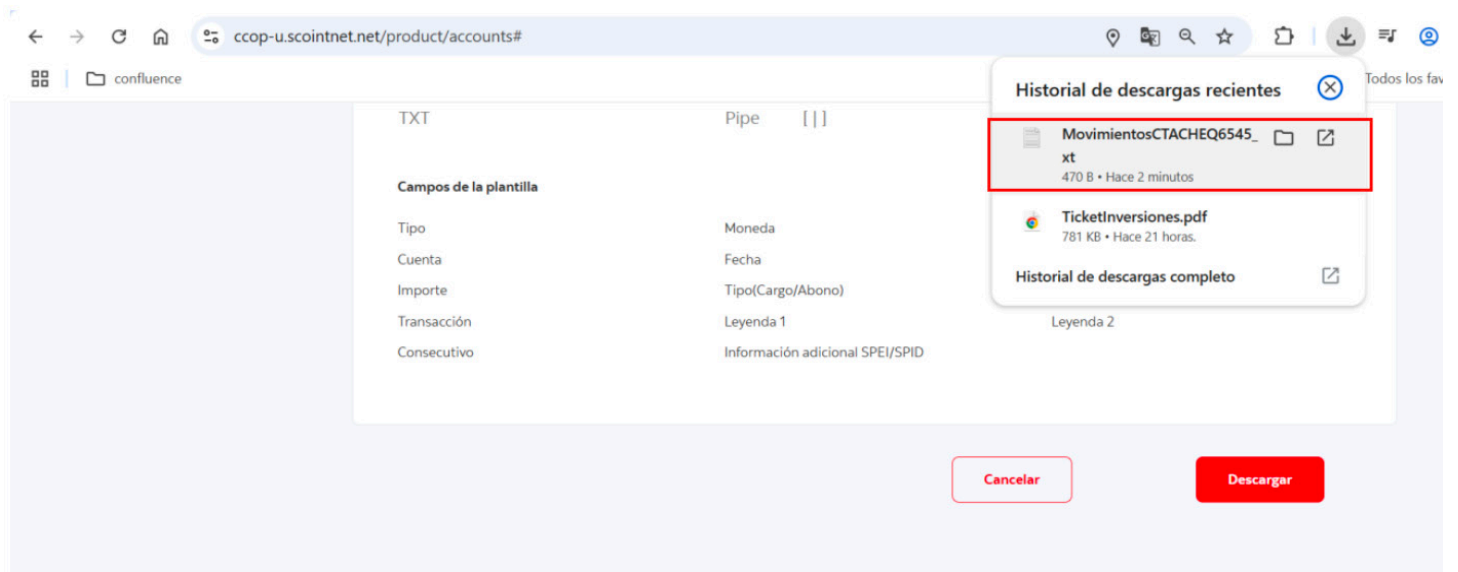 ccop-u.scointnet.net/product/accounts#
confluence
Todos los fav
Historial de descargas recientes
MovimientosCTACHEQ6545_
xt
470 B • Hace 2 minutos
TicketInversiones.pdf
781 KB • Hace 21 horas.
Historial de descargas completo
TXT Pipe [ | ]
Campos de la plantilla
Tipo Moneda
Cuenta Fecha
Importe Tipo(Cargo/Abono)
Transacción Leyenda 1 Leyenda 2
Consecutivo Información adicional SPEI/SPID
Cancelar Descargar